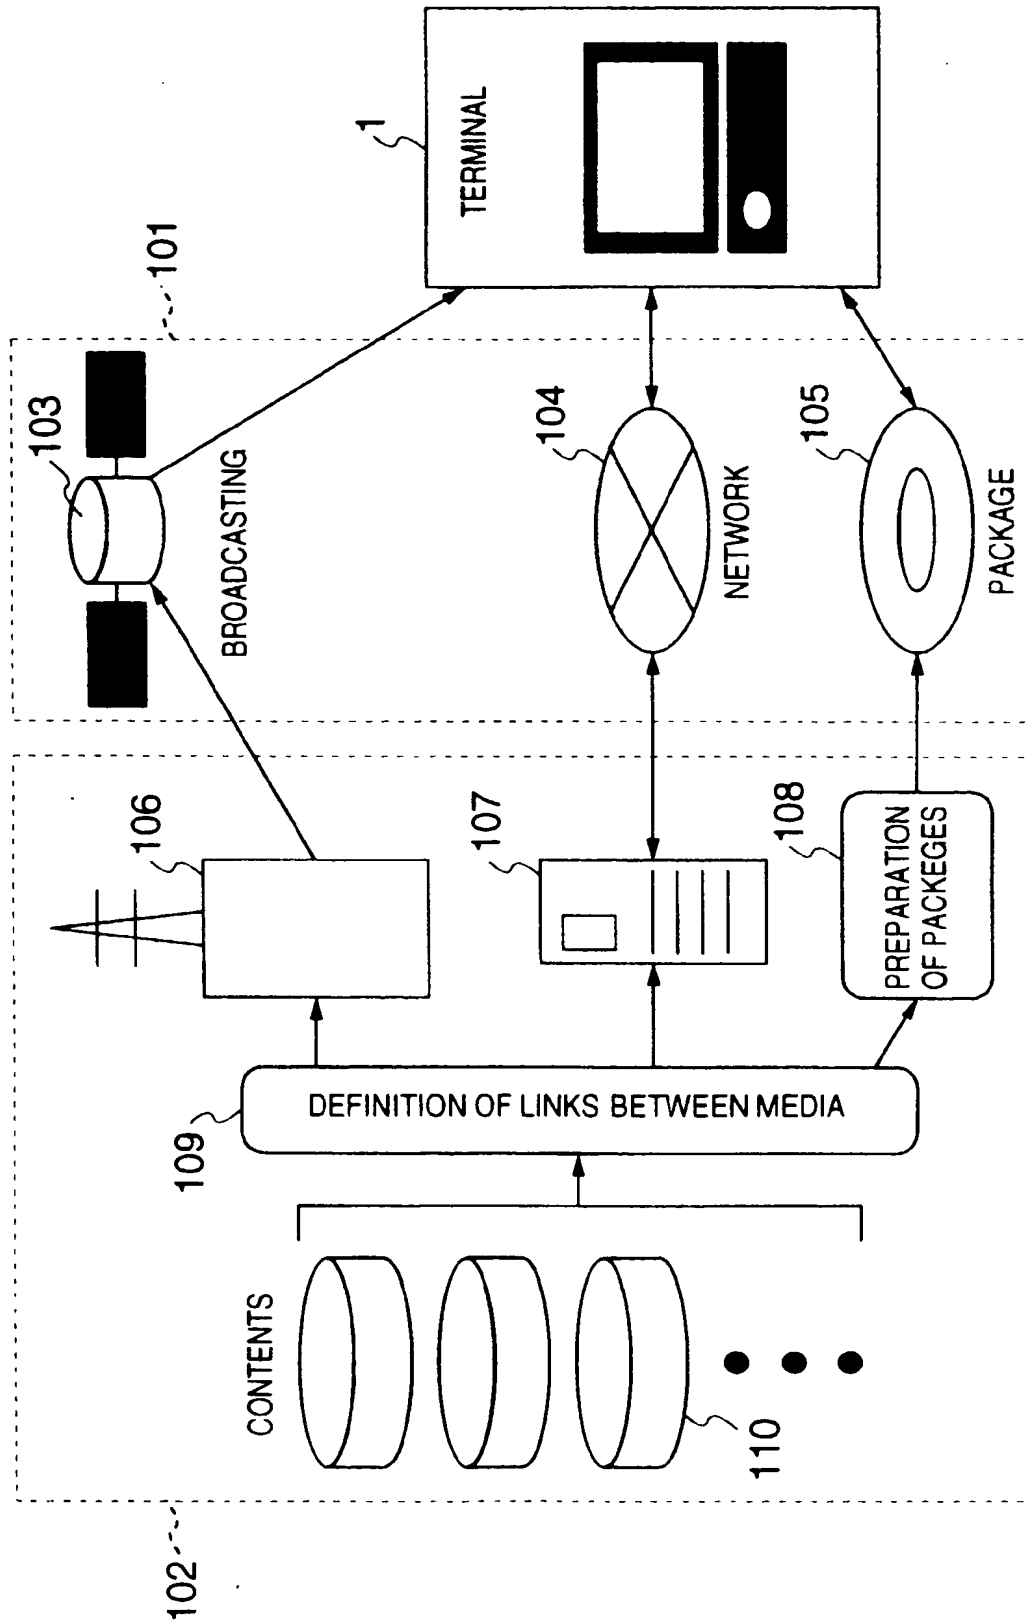 102
101
CONTENTS
110
109
DEFINITION OF LINKS BETWEEN MEDIA
106
107
108
PREPARATION
OF PACKEGES
103
BROADCASTING
104
NETWORK
105
PACKAGE
1
TERMINAL